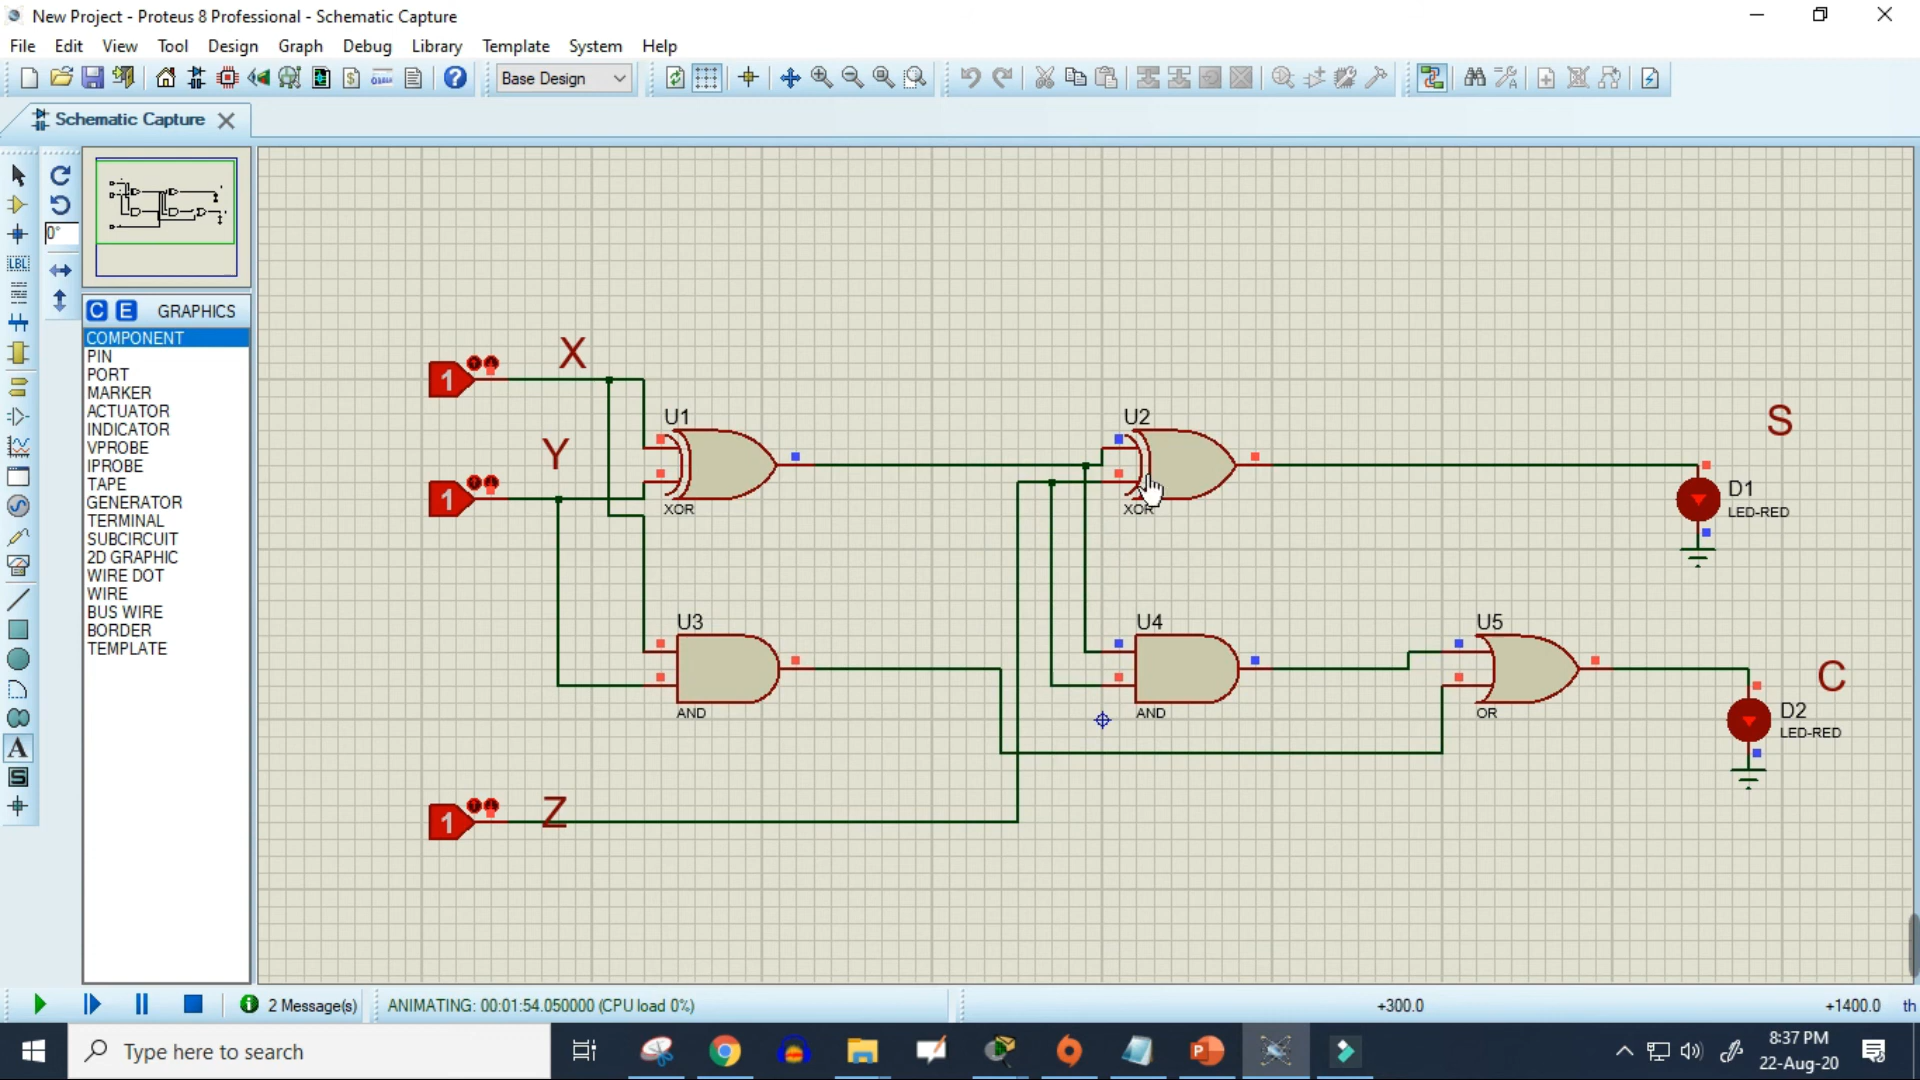 New Project - Proteus 8 Professional - Schematic Capture
File Edit View Tool Design Graph Debug Library Template System Help
Base Design
Schematic Capture
LBL
0°
C E GRAPHICS
COMPONENT
PIN
PORT
MARKER
ACTUATOR
INDICATOR
VPROBE
IPROBE
TAPE
GENERATOR
TERMINAL
SUBCIRCUIT
2D GRAPHIC
WIRE DOT
WIRE
BUS WIRE
BORDER
TEMPLATE
A
S
X
1
Y
1
Z
1
U1
XOR
U2
XOR
S
D1
LED-RED
U3
AND
U4
AND
U5
OR
C
D2
LED-RED
2 Message(s)
ANIMATING: 00:01:54.050000 (CPU load 0%)
+300.0
+1400.0 th
Type here to search
8:37 PM
22-Aug-20